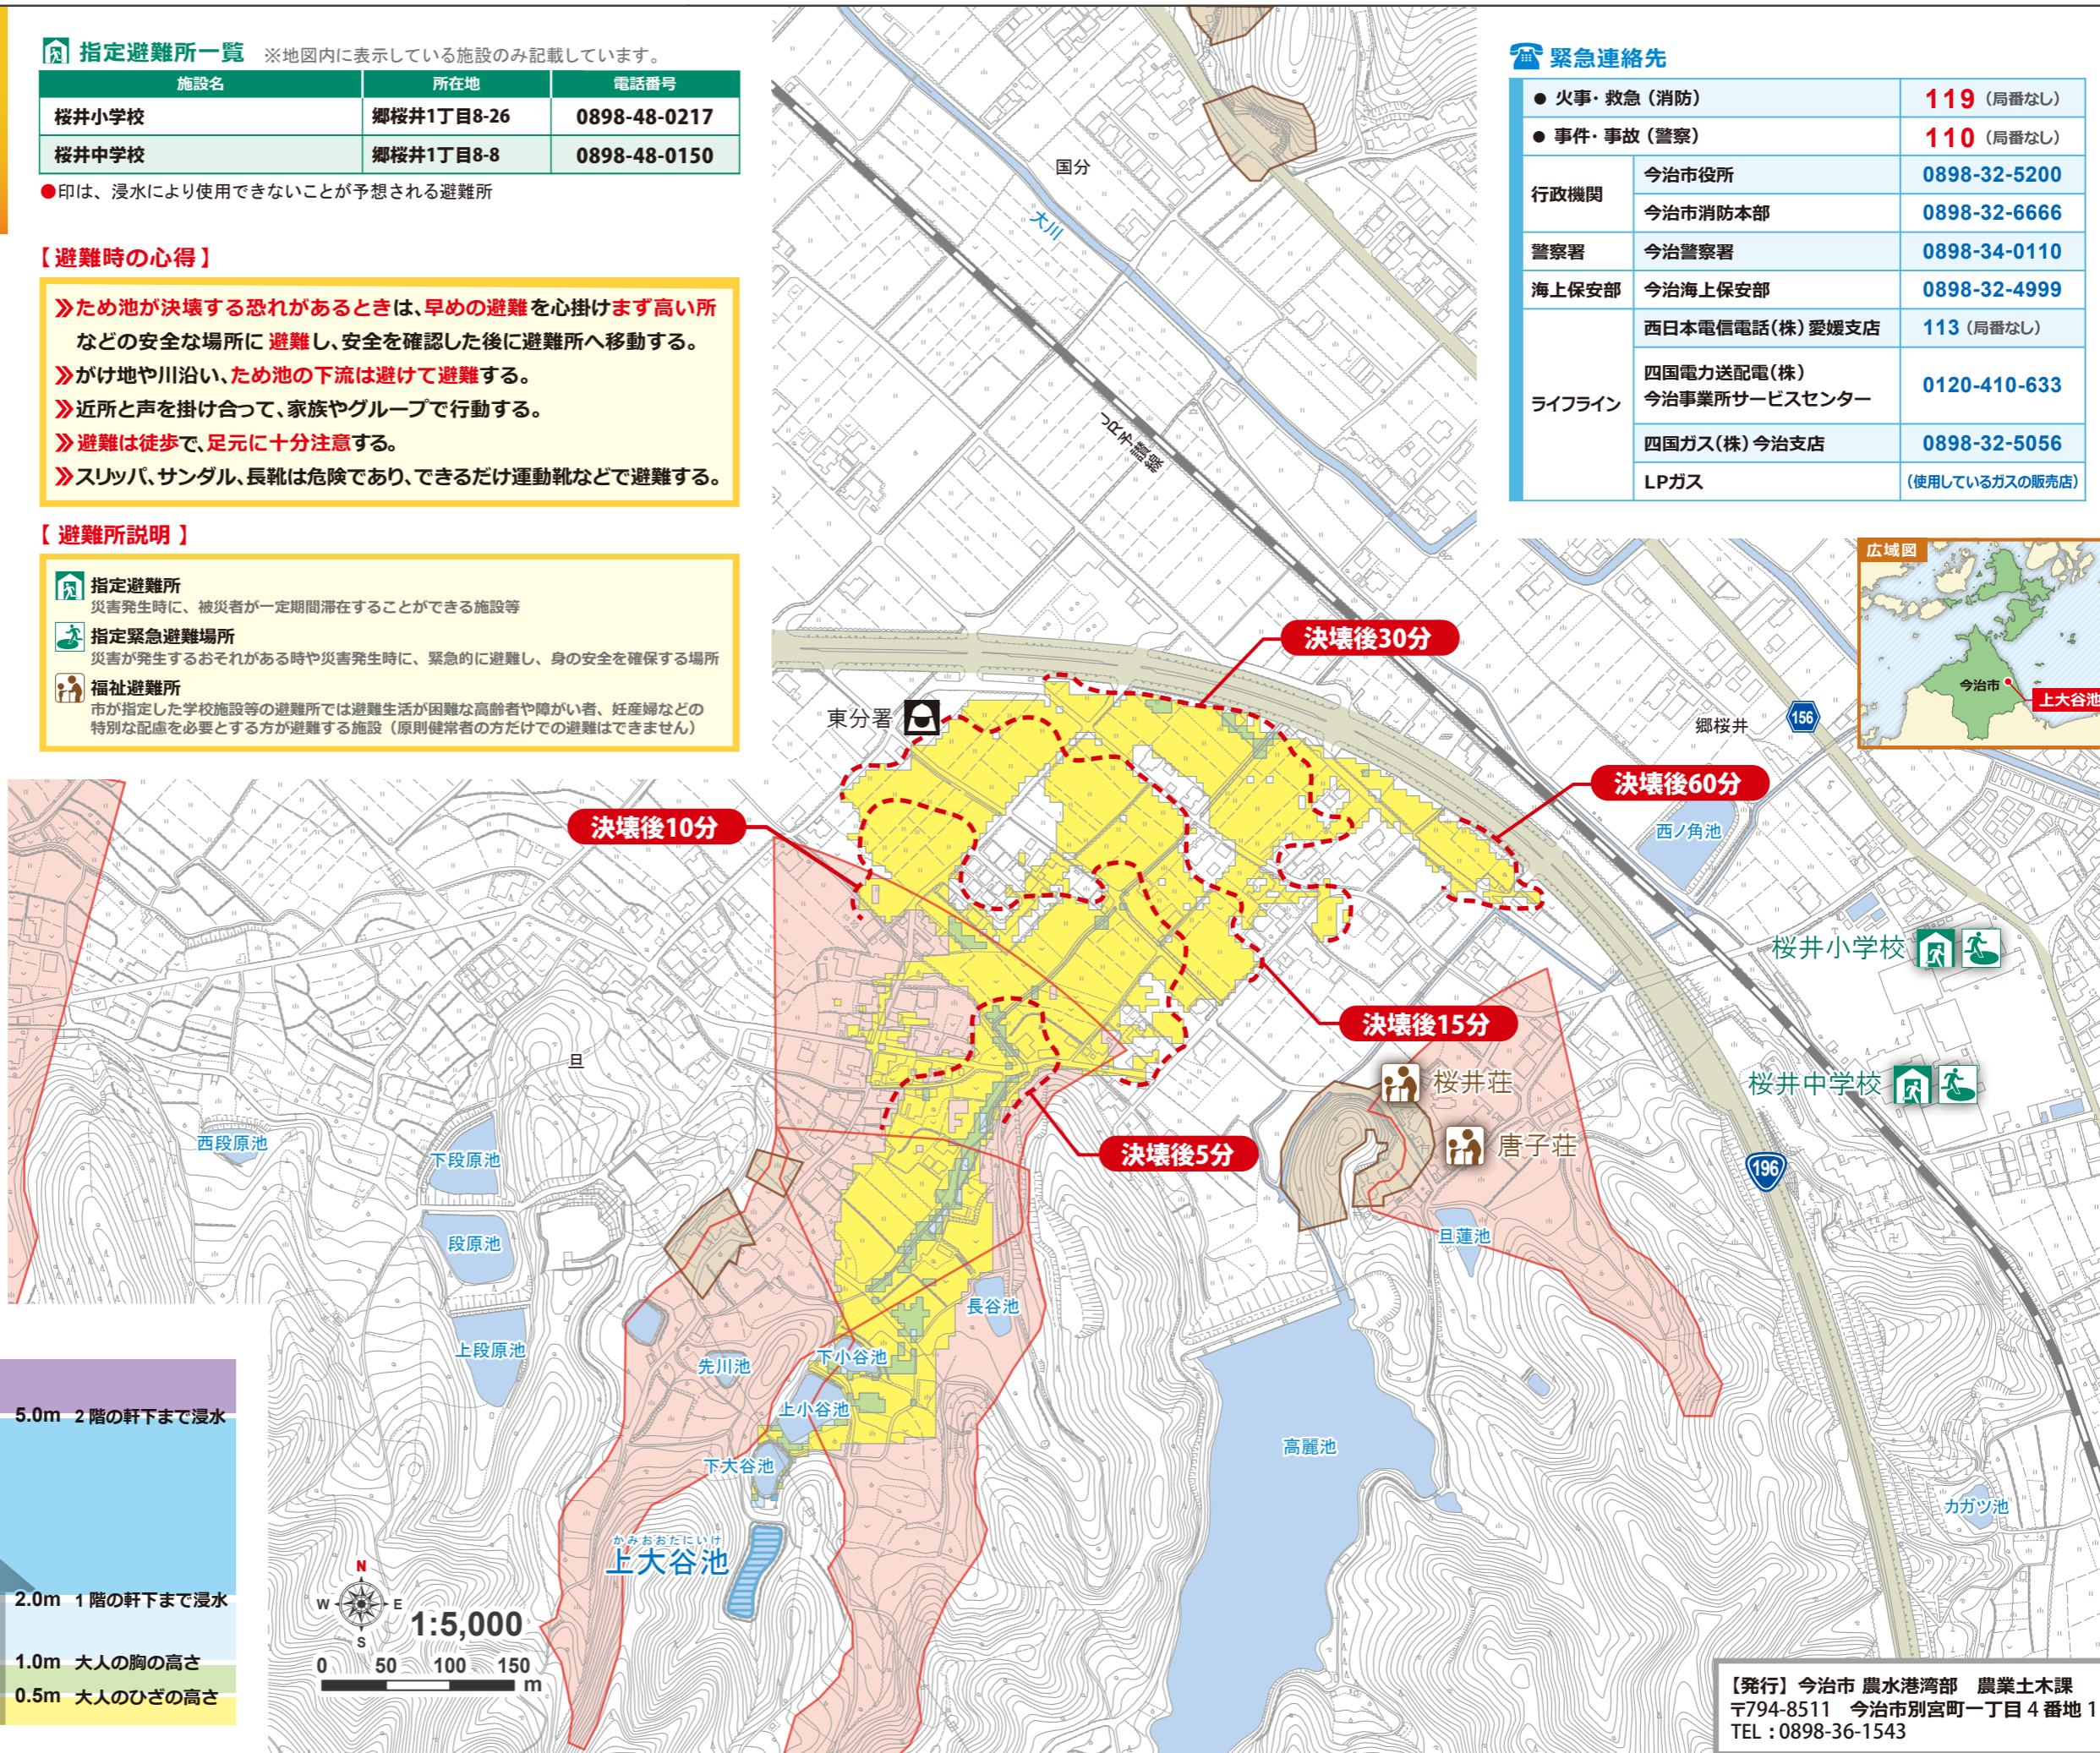 指定避難所一覧 ※地図内に表示している施設のみ記載しています。
施設名 所在地 電話番号
桜井小学校 郷桜井1丁目8-26 0898-48-0217
桜井中学校 郷桜井1丁目8-8 0898-48-0150
●印は、浸水により使用できないことが予想される避難所
【避難時の心得】
≫ため池が決壊する恐れがあるときは、早めの避難を心掛けまず高い所
などの安全な場所に避難し、安全を確認した後に避難所へ移動する。
≫がけ地や川沿い、ため池の下流は避けて避難する。
≫近所と声を掛け合って、家族やグループで行動する。
≫避難は徒歩で、足元に十分注意する。
≫スリッパ、サンダル、長靴は危険であり、できるだけ運動靴などで避難する。
【避難所説明】
指定避難所
災害発生時に、被災者が一定期間滞在することができる施設等
指定緊急避難場所
災害が発生するおそれがある時や災害発生時に、緊急的に避難し、身の安全を確保する場所
福祉避難所
市が指定した学校施設等の避難所では避難生活が困難な高齢者や障がい者、妊産婦などの
特別な配慮を必要とする方が避難する施設（原則健常者の方だけでの避難はできません）
緊急連絡先
● 火事・救急（消防） 119（局番なし）
● 事件・事故（警察） 110（局番なし）
行政機関 今治市役所 0898-32-5200
今治市消防本部 0898-32-6666
警察署 今治警察署 0898-34-0110
海上保安部 今治海上保安部 0898-32-4999
ライフライン
西日本電信電話(株)愛媛支店 113（局番なし）
四国電力送配電(株)
今治事業所サービスセンター 0120-410-633
四国ガス(株)今治支店 0898-32-5056
LPガス （使用しているガスの販売店）
広域図
今治市
上大谷池
国分
大川
JR予讃線
決壊後30分
東分署
郷桜井
156
決壊後60分
西ノ角池
決壊後10分
桜井小学校
決壊後15分
旦
桜井荘
桜井中学校
西段原池
下段原池
決壊後5分
唐子荘
196
段原池
旦蓮池
長谷池
上段原池
先川池
下小谷池
上小谷池
高麗池
下大谷池
カガツ池
かみおおたにいけ
上大谷池
5.0m 2階の軒下まで浸水
2.0m 1階の軒下まで浸水
1.0m 大人の胸の高さ
0.5m 大人のひざの高さ
N
W E
S
1:5,000
0 50 100 150
m
【発行】今治市 農水港湾部 農業土木課
〒794-8511 今治市別宮町一丁目4番地1
TEL：0898-36-1543